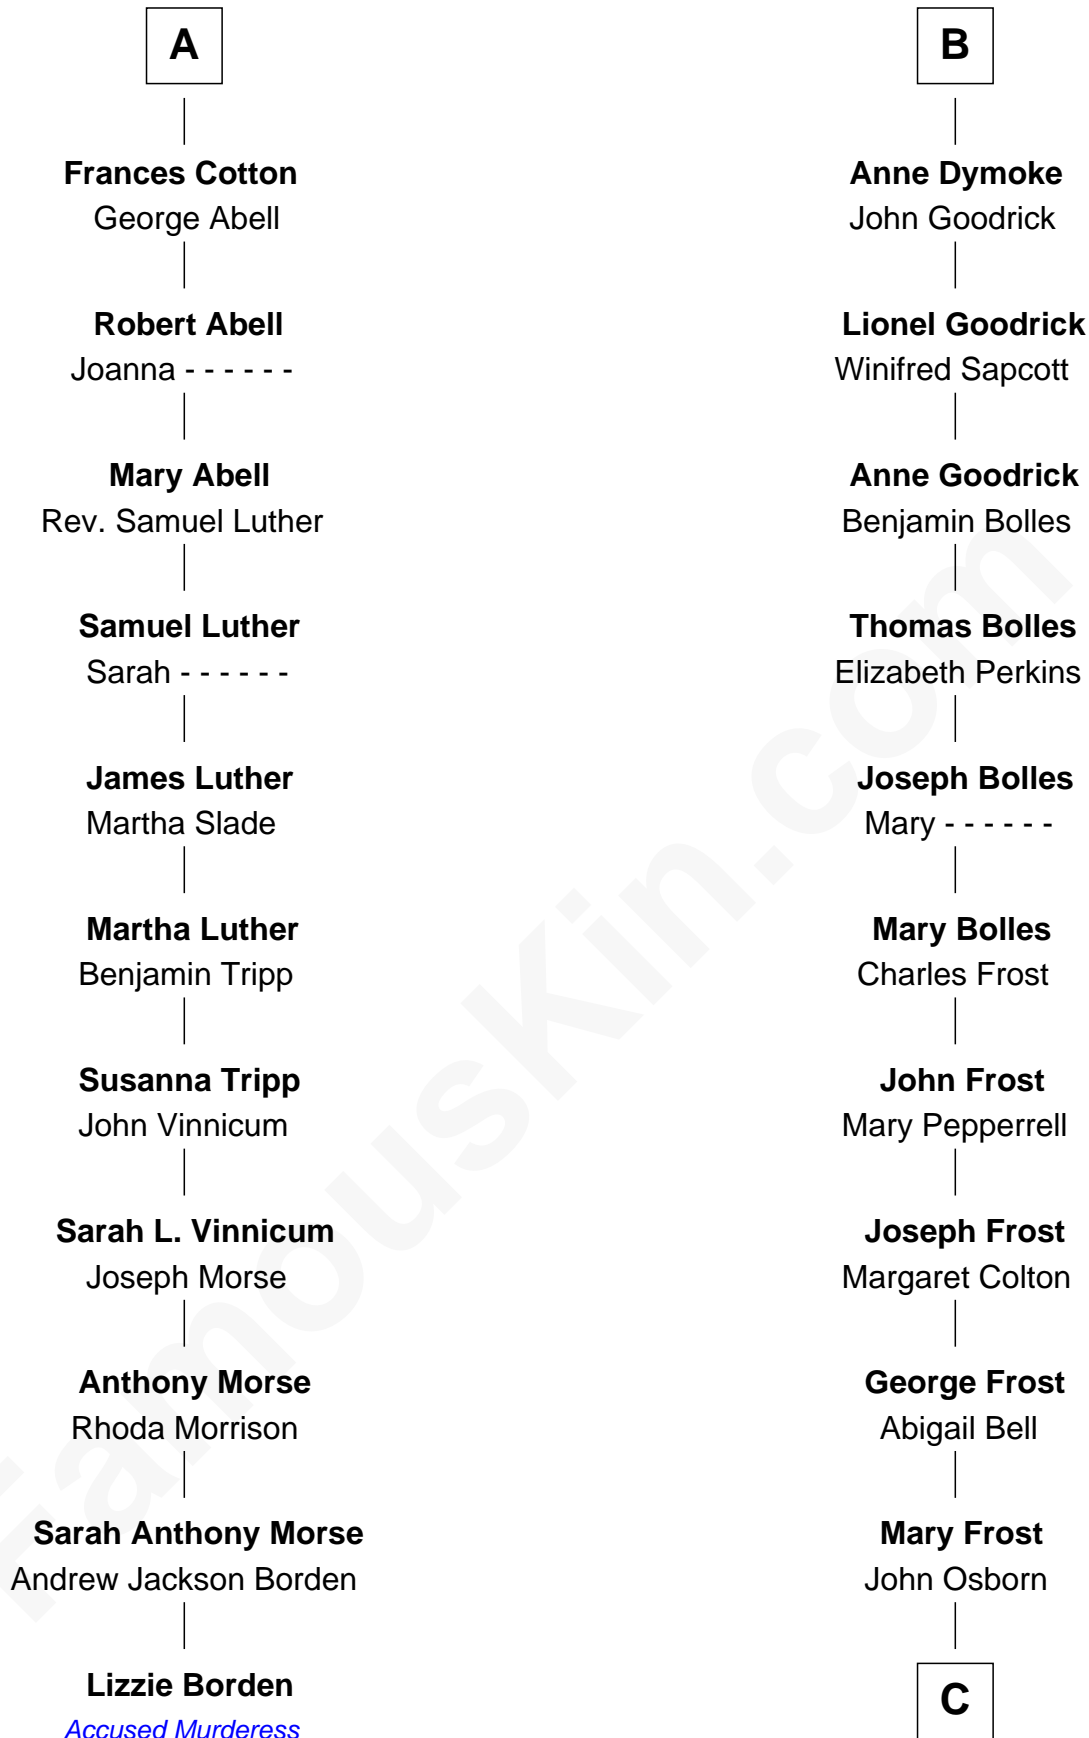 A
Frances Cotton
George Abell
Robert Abell
Joanna - - - - - -
Mary Abell
Rev. Samuel Luther
Samuel Luther
Sarah - - - - - -
James Luther
Martha Slade
Martha Luther
Benjamin Tripp
Susanna Tripp
John Vinnicum
Sarah L. Vinnicum
Joseph Morse
Anthony Morse
Rhoda Morrison
Sarah Anthony Morse
Andrew Jackson Borden
Lizzie Borden
Accused Murderess
B
Anne Dymoke
John Goodrick
Lionel Goodrick
Winifred Sapcott
Anne Goodrick
Benjamin Bolles
Thomas Bolles
Elizabeth Perkins
Joseph Bolles
Mary - - - - - -
Mary Bolles
Charles Frost
John Frost
Mary Pepperrell
Joseph Frost
Margaret Colton
George Frost
Abigail Bell
Mary Frost
John Osborn
C
FamousKin.com